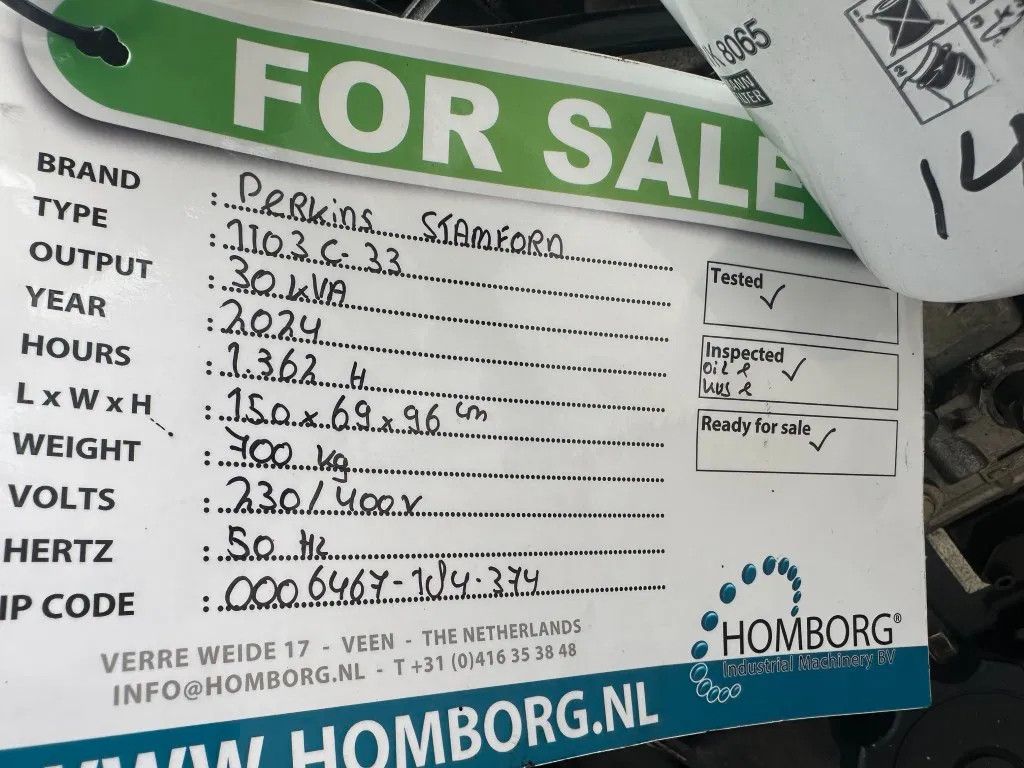 FOR SALE
BRAND : PERKINS STAMFORD
TYPE : 1103 C-33
OUTPUT : 30 kVA
YEAR : 2024
HOURS : 1.362 H
L x W x H : 150 x 69 x 96 cm
WEIGHT : 700 kg
VOLTS : 230/400V
HERTZ : 50 Hz
IP CODE : 0006467-184-374
Tested ✓
Inspected ✓
Ready for sale ✓
VERRE WEIDE 17 - VEEN - THE NETHERLANDS
INFO@HOMBORG.NL - T +31 (0)416 35 38 48
HOMBORG®
Industrial Machinery BV
WWW.HOMBORG.NL
K 8065
14
2